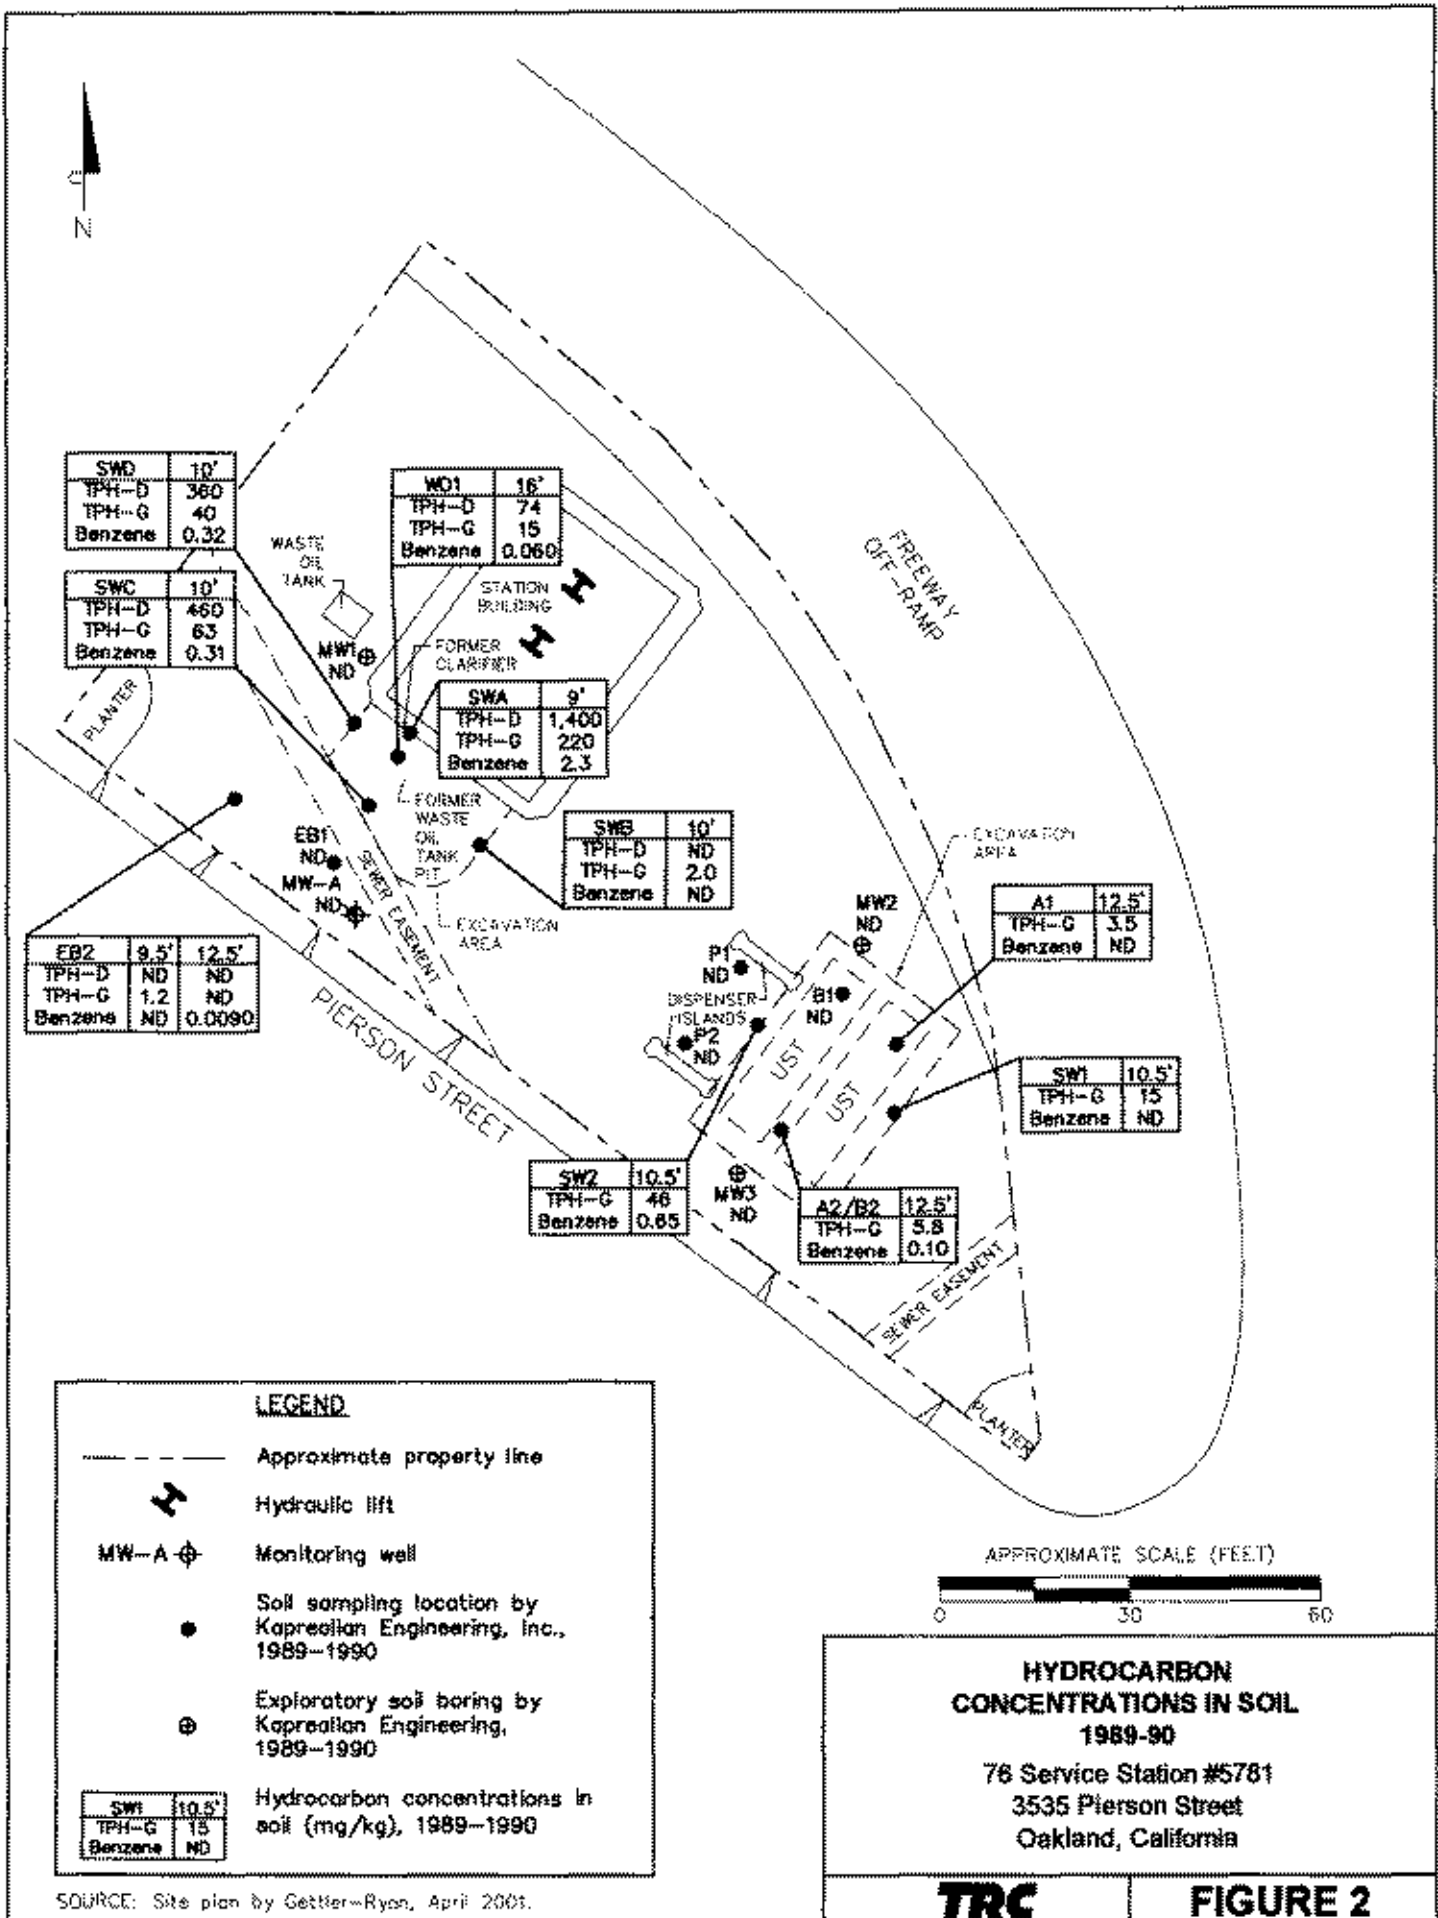 N
SWD 10'
TPH-D 360
TPH-G 40
Benzene 0.32
SWC 10'
TPH-D 460
TPH-G 63
Benzene 0.31
WASTE
OIL
TANK
WO1 16'
TPH-D 74
TPH-G 15
Benzene 0.060
STATION
BUILDING
MW1
ND
FORMER
CLARIFIER
SWA 9'
TPH-D 1,400
TPH-G 220
Benzene 2.3
FREEWAY
OFF-RAMP
PLANTER
FORMER
WASTE
OIL
TANK
PIT
SWB 10'
TPH-D ND
TPH-G 2.0
Benzene ND
EB1
ND
MW-A
ND
SEWER EASEMENT
EXCAVATION
AREA
EXCAVATION
AREA
EB2 9.5' 12.5'
TPH-D ND ND
TPH-G 1.2 ND
Benzene ND 0.0090
PIERSON STREET
MW2
ND
A1 12.5'
TPH-G 3.5
Benzene ND
P1
ND
DISPENSER
ISLANDS
B1
ND
P2
ND
UST
UST
SW1 10.5'
TPH-G 15
Benzene ND
SW2 10.5'
TPH-G 46
Benzene 0.65
MW3
ND
A2/B2 12.5'
TPH-G 5.8
Benzene 0.10
SEWER EASEMENT
PLANTER
LEGEND
Approximate property line
Hydraulic lift
MW-A Monitoring well
Soil sampling location by
Kaprealian Engineering, Inc.,
1989-1990
Exploratory soil boring by
Kaprealian Engineering,
1989-1990
SW1 10.5'
TPH-G 15
Benzene ND
Hydrocarbon concentrations in
soil (mg/kg), 1989-1990
SOURCE: Site plan by Gettler-Ryan, April 2001.
APPROXIMATE SCALE (FEET)
0 30 60
HYDROCARBON
CONCENTRATIONS IN SOIL
1989-90
76 Service Station #5781
3535 Pierson Street
Oakland, California
TRC
FIGURE 2